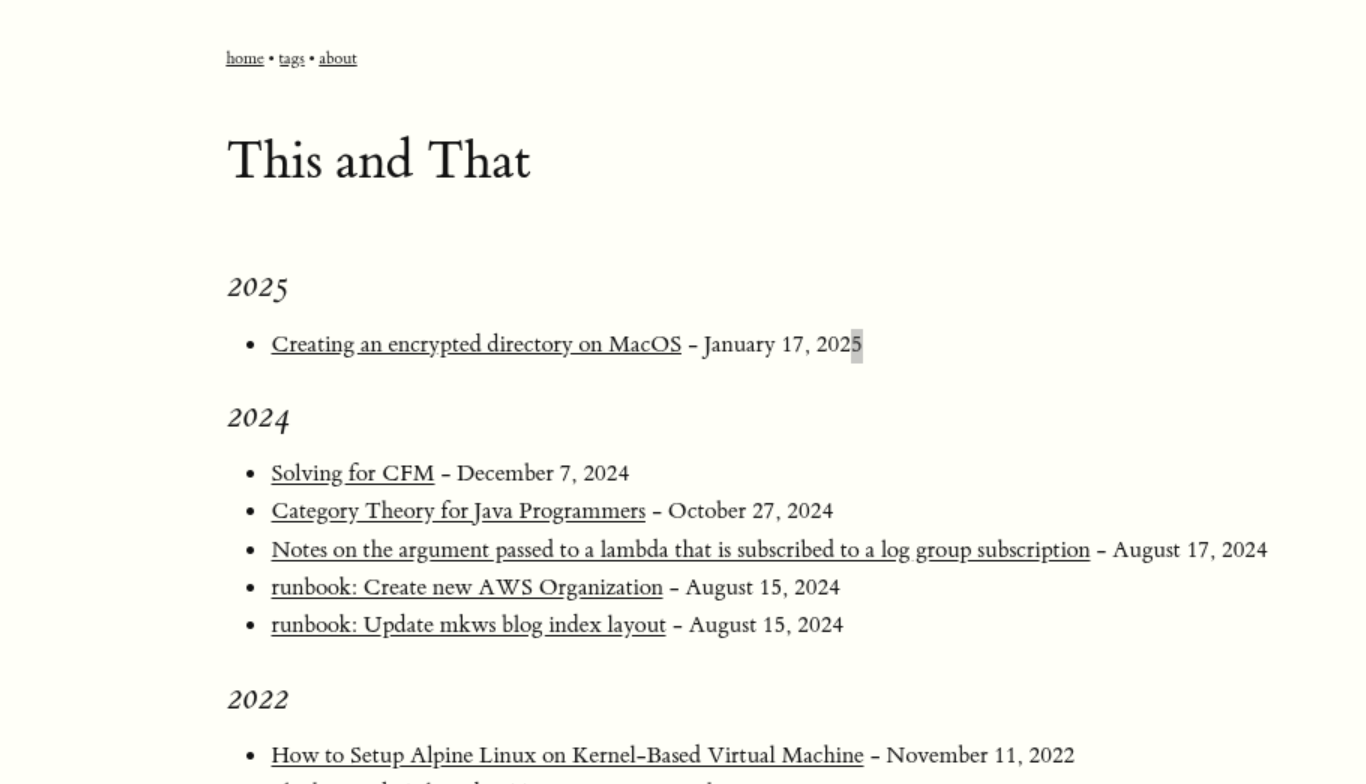 home • tags • about
This and That
2025
• Creating an encrypted directory on MacOS - January 17, 2025
2024
• Solving for CFM - December 7, 2024
• Category Theory for Java Programmers - October 27, 2024
• Notes on the argument passed to a lambda that is subscribed to a log group subscription - August 17, 2024
• runbook: Create new AWS Organization - August 15, 2024
• runbook: Update mkws blog index layout - August 15, 2024
2022
• How to Setup Alpine Linux on Kernel-Based Virtual Machine - November 11, 2022